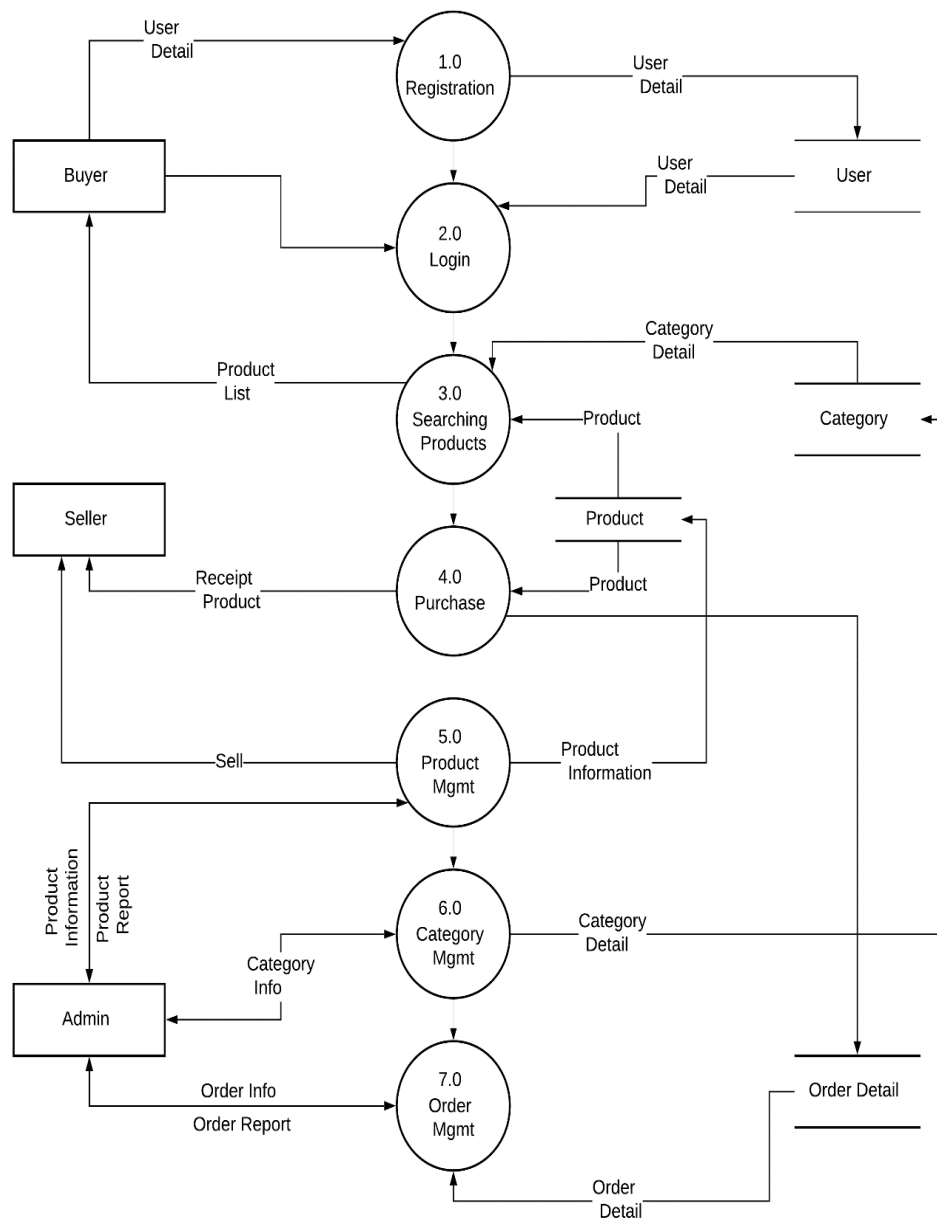 User
Detail
1.0
Registration
User
Detail
Buyer
User
Detail
User
2.0
Login
Category
Detail
Product
List
3.0
Searching
Products
Product
Category
Seller
Product
Receipt
Product
4.0
Purchase
Product
Sell
5.0
Product
Mgmt
Product
Information
Product
Information
Product
Report
6.0
Category
Mgmt
Category
Detail
Category
Info
Admin
7.0
Order
Mgmt
Order Info
Order Report
Order Detail
Order
Detail